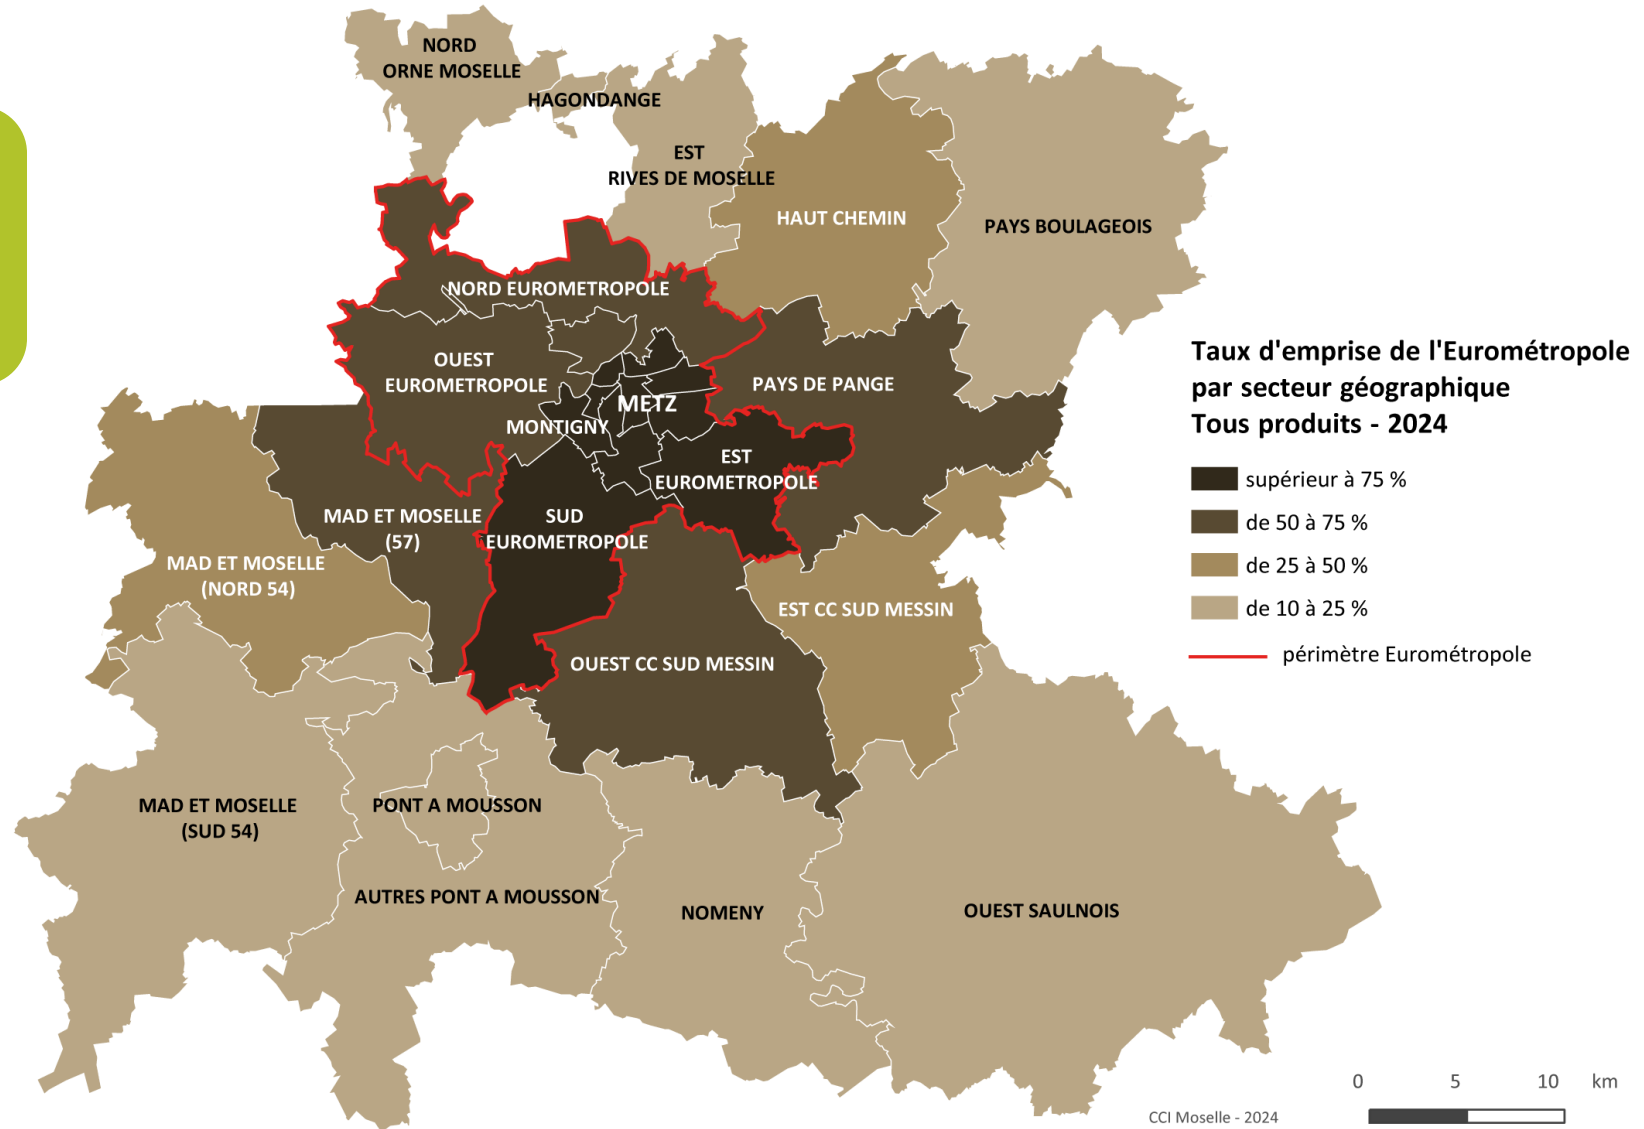 NORD
ORNE MOSELLE
HAGONDANGE
EST
RIVES DE MOSELLE
HAUT CHEMIN
PAYS BOULAGEOIS
NORD EUROMETROPOLE
OUEST
EUROMETROPOLE
PAYS DE PANGE
METZ
MONTIGNY
EST
EUROMETROPOLE
MAD ET MOSELLE
(57)
SUD
EUROMETROPOLE
MAD ET MOSELLE
(NORD 54)
EST CC SUD MESSIN
OUEST CC SUD MESSIN
MAD ET MOSELLE
(SUD 54)
PONT A MOUSSON
AUTRES PONT A MOUSSON
NOMENY
OUEST SAULNOIS
Taux d'emprise de l'Eurométropole
par secteur géographique
Tous produits - 2024
supérieur à 75 %
de 50 à 75 %
de 25 à 50 %
de 10 à 25 %
périmètre Eurométropole
0 5 10 km
CCI Moselle - 2024